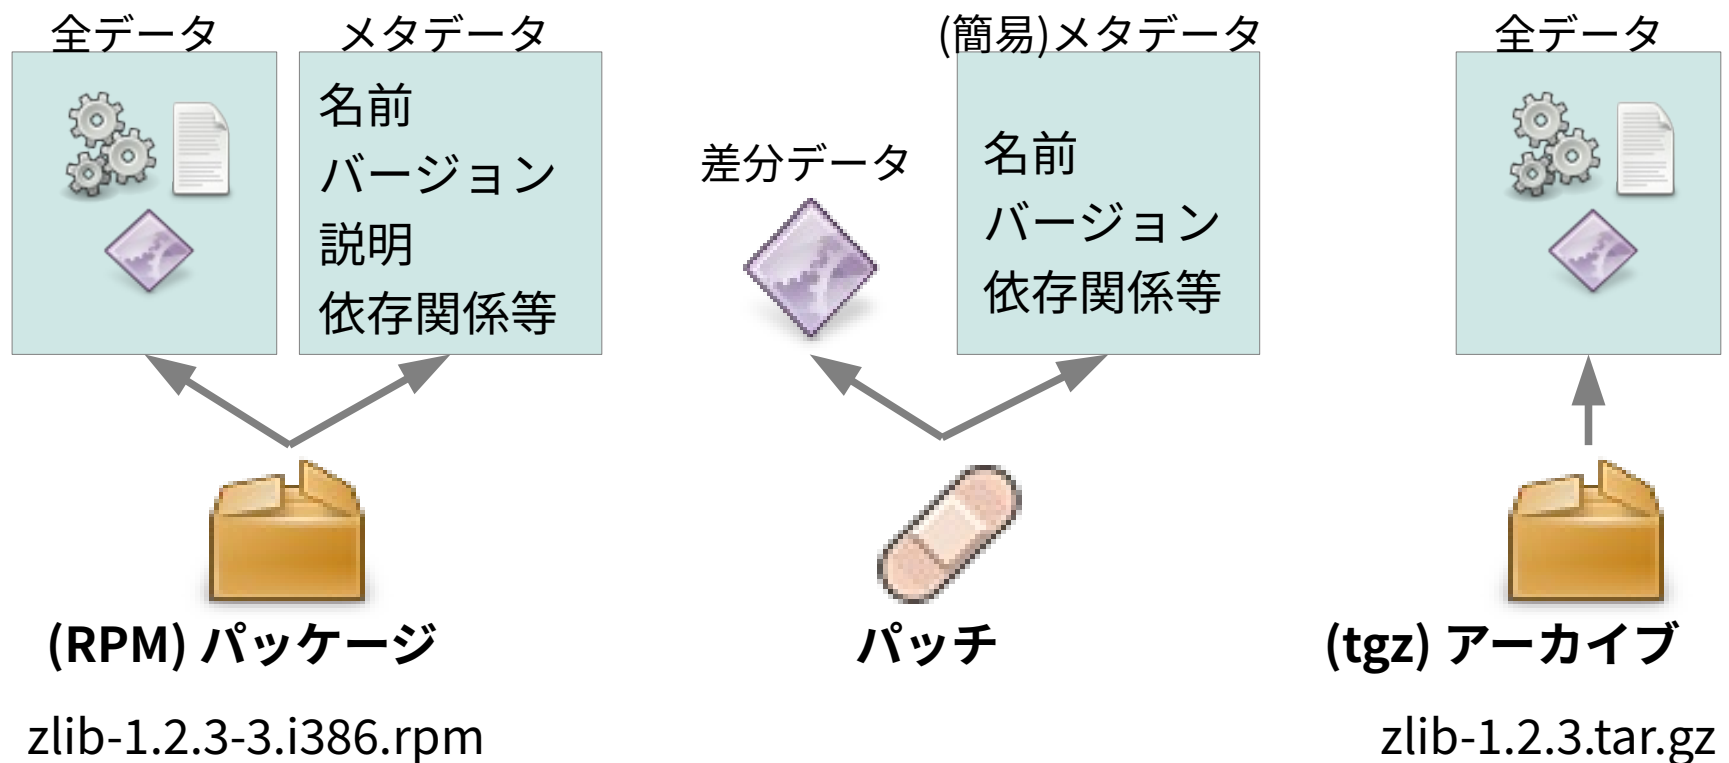 全データ
メタデータ
名前
バージョン
説明
依存関係等
(RPM) パッケージ
zlib-1.2.3-3.i386.rpm
差分データ
(簡易)メタデータ
名前
バージョン
依存関係等
パッチ
全データ
(tgz) アーカイブ
zlib-1.2.3.tar.gz